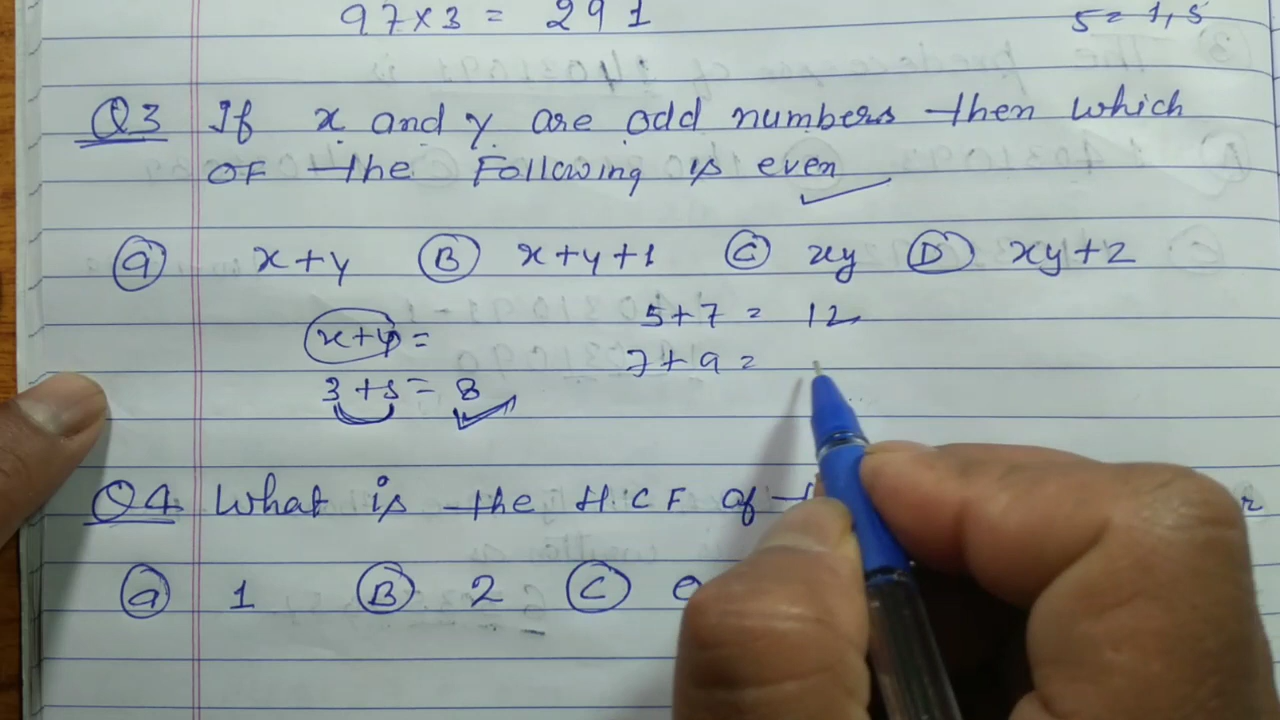 97×3 = 291
5 = 1, 5
Q3 If x and y are odd numbers then which
OF the Following is even
(a) x+y (B) x+y+1 (C) xy (D) xy+2
x+y =
5+7 = 12
7+9 =
3+5 = 8
Q4 What is the H.C.F of
(a) 1 (B) 2 (C)